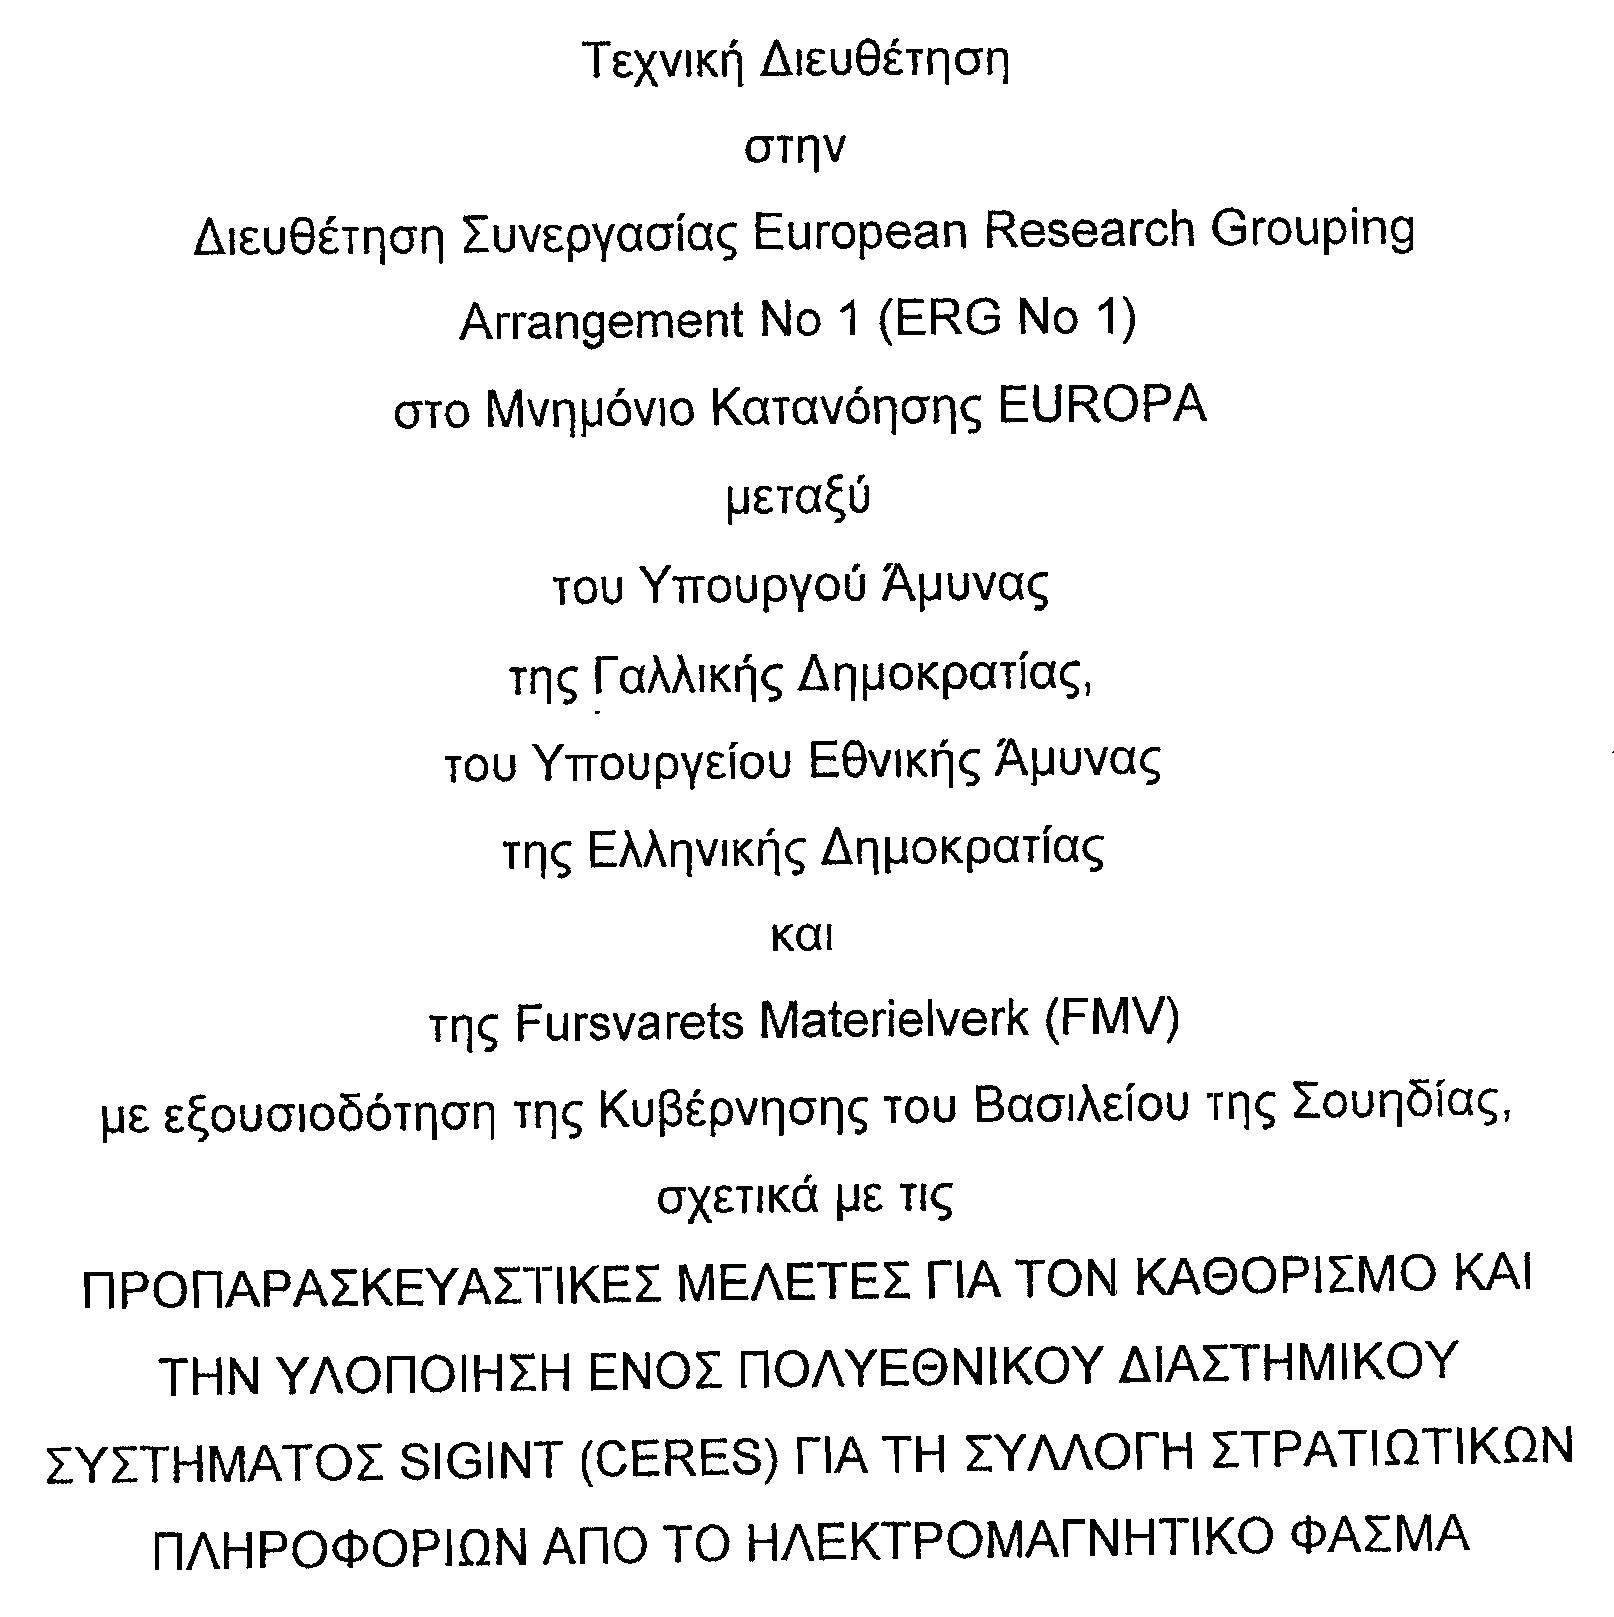 Τεχνική Διευθέτηση
στην
Διευθέτηση Συνεργασίας European Research Grouping
Arrangement No 1 (ERG No 1)
στο Μνημόνιο Κατανόησης EUROPA
μεταξύ
του Υπουργού Άμυνας
της Γαλλικής Δημοκρατίας,
του Υπουργείου Εθνικής Άμυνας
της Ελληνικής Δημοκρατίας
και
της Fursvarets Materielverk (FMV)
με εξουσιοδότηση της Κυβέρνησης του Βασιλείου της Σουηδίας,
σχετικά με τις
ΠΡΟΠΑΡΑΣΚΕΥΑΣΤΙΚΕΣ ΜΕΛΕΤΕΣ ΓΙΑ ΤΟΝ ΚΑΘΟΡΙΣΜΟ ΚΑΙ
ΤΗΝ ΥΛΟΠΟΙΗΣΗ ΕΝΟΣ ΠΟΛΥΕΘΝΙΚΟΥ ΔΙΑΣΤΗΜΙΚΟΥ
ΣΥΣΤΗΜΑΤΟΣ SIGINT (CERES) ΓΙΑ ΤΗ ΣΥΛΛΟΓΗ ΣΤΡΑΤΙΩΤΙΚΩΝ
ΠΛΗΡΟΦΟΡΙΩΝ ΑΠΟ ΤΟ ΗΛΕΚΤΡΟΜΑΓΝΗΤΙΚΟ ΦΑΣΜΑ